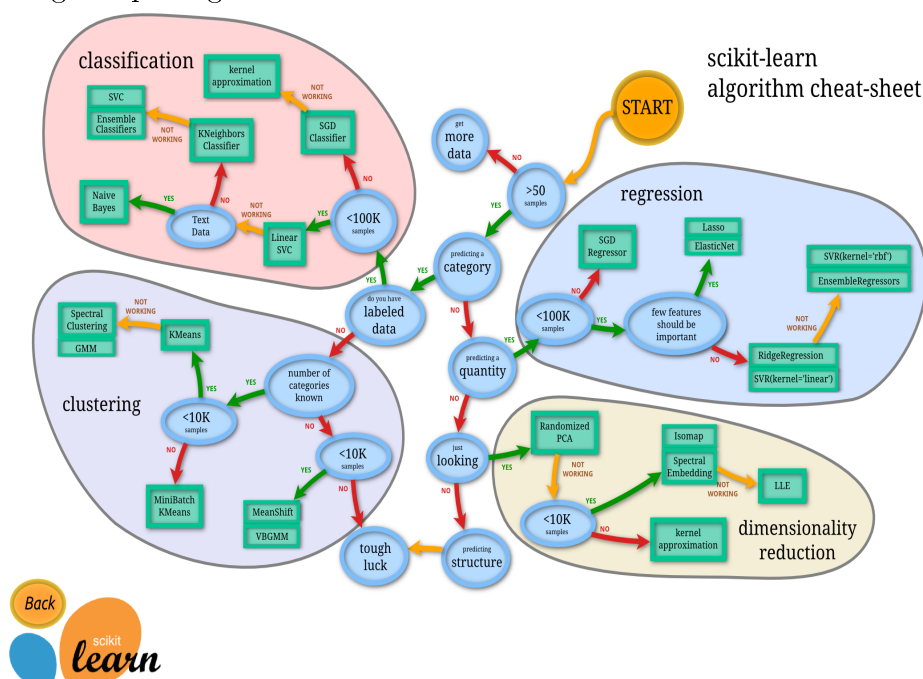 classification
kernel
approximation
NOT
WORKING
SVC
Ensemble
Classifiers
NOT
WORKING
KNeighbors
Classifier
SGD
Classifier
NO
Naive
Bayes
YES
Text
Data
NO
NOT
WORKING
Linear
SVC
YES
<100K
samples
YES
scikit-learn
algorithm cheat-sheet
START
get
more
data
NO
>50
samples
YES
predicting a
category
YES
NO
do you have
labeled
data
NO
predicting a
quantity
YES
NO
just
looking
YES
NO
predicting
structure
tough
luck
regression
SGD
Regressor
NO
<100K
samples
YES
Lasso
ElasticNet
YES
few features
should be
important
NO
SVR(kernel='rbf')
EnsembleRegressors
NOT
WORKING
RidgeRegression
SVR(kernel='linear')
clustering
Spectral
Clustering
GMM
NOT
WORKING
KMeans
YES
<10K
samples
NO
MiniBatch
KMeans
YES
number of
categories
known
NO
<10K
samples
YES
NO
MeanShift
VBGMM
Randomized
PCA
NOT
WORKING
<10K
samples
YES
NO
Isomap
Spectral
Embedding
NOT
WORKING
LLE
kernel
approximation
dimensionality
reduction
Back
scikit
learn